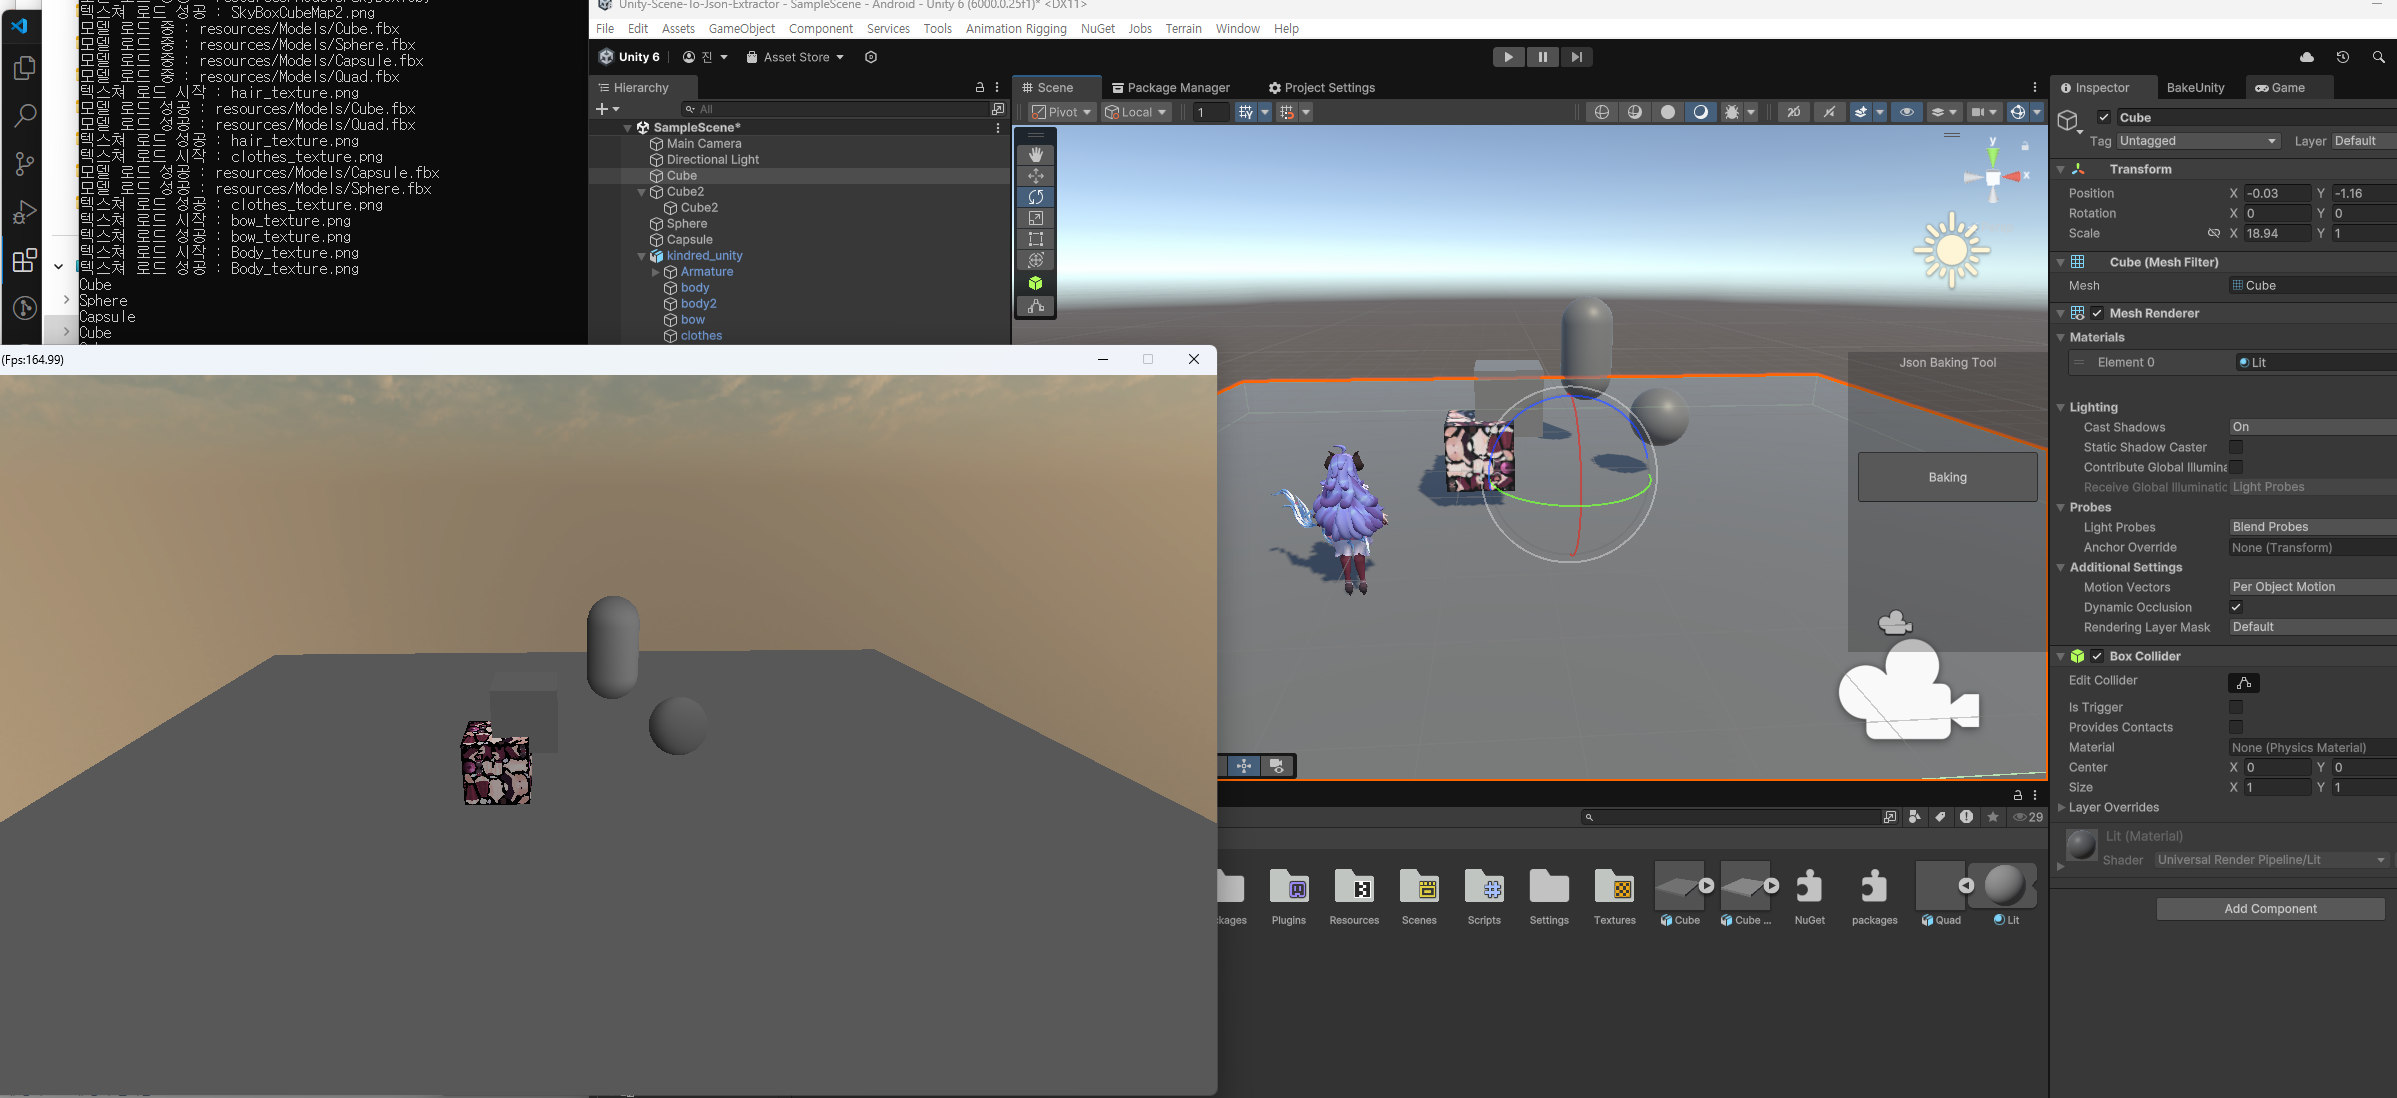 SkyBoxCubeMap2.png
모델 로드 중 : resources/Models/Cube.fbx
모델 로드 중 : resources/Models/Sphere.fbx
모델 로드 중 : resources/Models/Capsule.fbx
모델 로드 중 : resources/Models/Quad.fbx
텍스쳐 로드 시작 : hair_texture.png
모델 로드 성공 : resources/Models/Cube.fbx
모델 로드 성공 : resources/Models/Quad.fbx
텍스쳐 로드 성공 : hair_texture.png
텍스쳐 로드 시작 : clothes_texture.png
모델 로드 성공 : resources/Models/Capsule.fbx
모델 로드 성공 : resources/Models/Sphere.fbx
텍스쳐 로드 성공 : clothes_texture.png
텍스쳐 로드 시작 : bow_texture.png
텍스쳐 로드 성공 : bow_texture.png
텍스쳐 로드 시작 : Body_texture.png
텍스쳐 로드 성공 : Body_texture.png
Cube
Sphere
Capsule
Cube
(Fps:164.99)
Unity-Scene-To-Json-Extractor - SampleScene - Android - Unity 6 (6000.0.25f1)* <DX11>
File Edit Assets GameObject Component Services Tools Animation Rigging NuGet Jobs Terrain Window Help
Unity 6 진 Asset Store
Hierarchy
All
SampleScene*
Main Camera
Directional Light
Cube
Cube2
Cube2
Sphere
Capsule
kindred_unity
Armature
body
body2
bow
clothes
Scene Package Manager Project Settings
Pivot Local 1 2D
y
x
Json Baking Tool
Baking
29
kages Plugins Resources Scenes Scripts Settings Textures Cube Cube ... NuGet packages Quad Lit
Inspector BakeUnity Game
Cube
Tag Untagged Layer Default
Transform
Position X -0.03 Y -1.16
Rotation X 0 Y 0
Scale X 18.94 Y 1
Cube (Mesh Filter)
Mesh Cube
Mesh Renderer
Materials
Element 0 Lit
Lighting
Cast Shadows On
Static Shadow Caster
Contribute Global Illumina
Receive Global Illuminatic Light Probes
Probes
Light Probes Blend Probes
Anchor Override None (Transform)
Additional Settings
Motion Vectors Per Object Motion
Dynamic Occlusion
Rendering Layer Mask Default
Box Collider
Edit Collider
Is Trigger
Provides Contacts
Material None (Physics Material)
Center X 0 Y 0
Size X 1 Y 1
Layer Overrides
Lit (Material)
Shader Universal Render Pipeline/Lit
Add Component